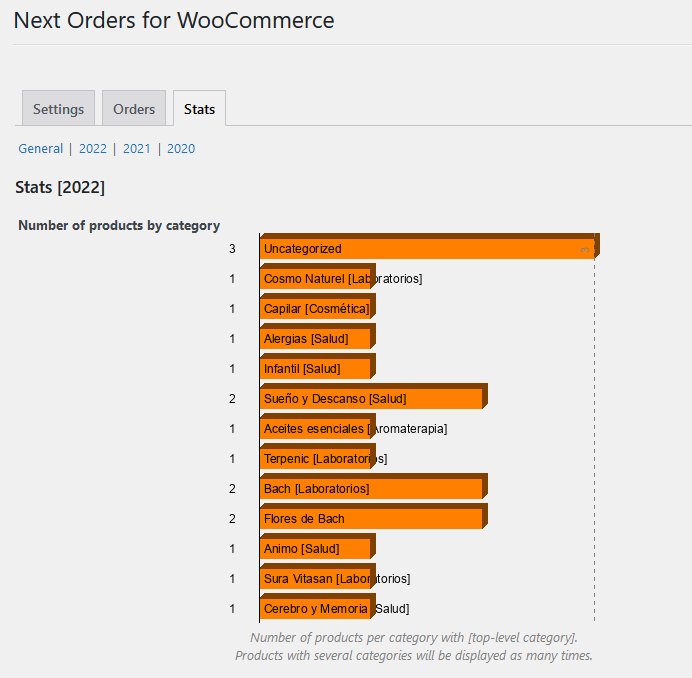 Next Orders for WooCommerce
Settings Orders Stats
General | 2022 | 2021 | 2020
Stats [2022]
Number of products by category
3 Uncategorized 3
1 Cosmo Naturel [Laboratorios]
1 Capilar [Cosmética]
1 Alergias [Salud]
1 Infantil [Salud]
2 Sueño y Descanso [Salud]
1 Aceites esenciales [Aromaterapia]
1 Terpenic [Laboratorios]
2 Bach [Laboratorios]
2 Flores de Bach
1 Animo [Salud]
1 Sura Vitasan [Laboratorios]
1 Cerebro y Memoria [Salud]
Number of products per category with [top-level category].
Products with several categories will be displayed as many times.